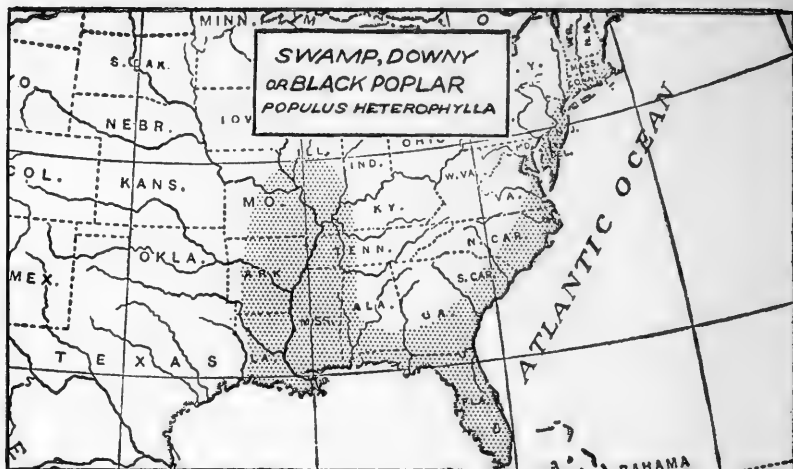 MINN.
M
O
SWAMP, DOWNY
OR BLACK POPLAR
POPULUS HETEROPHYLLA
S. DAK.
Y.
MASS.
NEBR.
IOW
ILL.
IND.
OHIO
W.VA.
COL.
KANS.
MO.
KY.
VA.
OKLA.
TENN.
N. CAR.
MEX.
ARK.
S. CAR.
ALA.
GA.
MISS.
TEXAS
LA.
FLA.
ATLANTIC OCEAN
BAHAMA